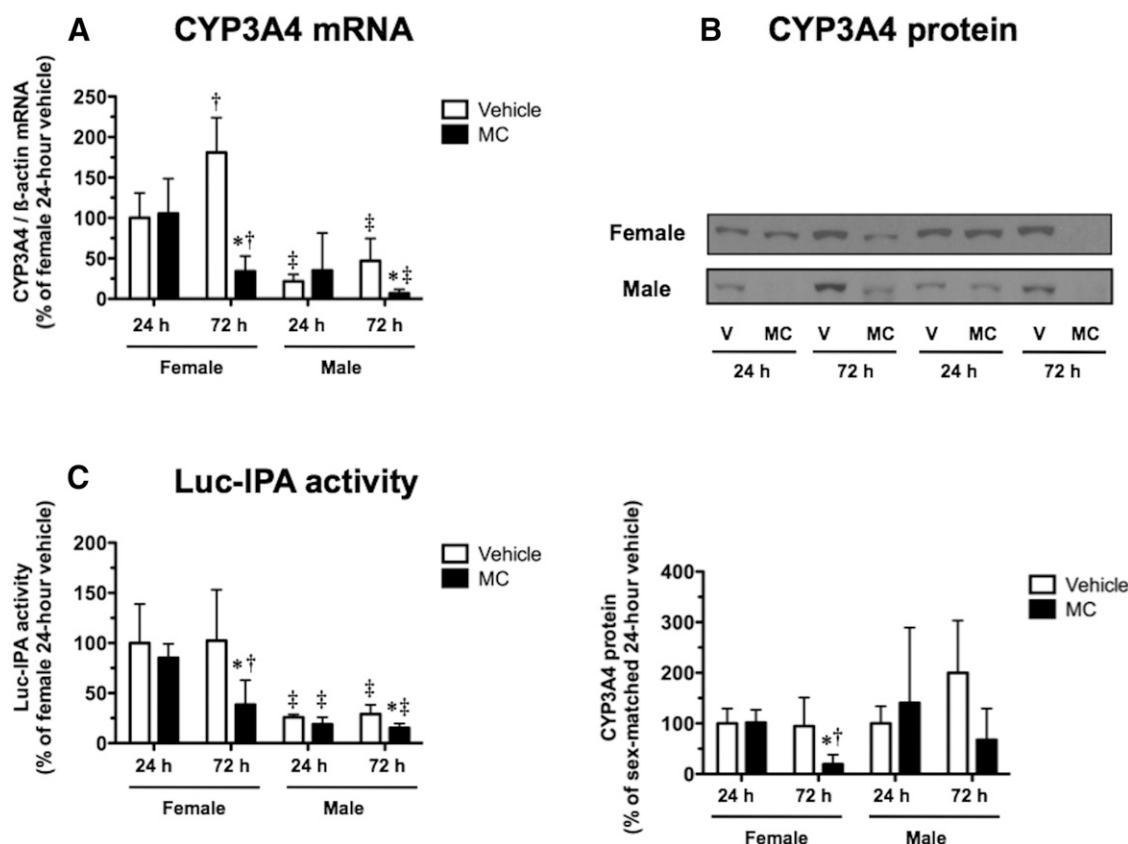 A
CYP3A4 mRNA
CYP3A4 / ß-actin mRNA
(% of female 24-hour vehicle)
250
200
150
100
50
0
†
*†
‡
‡
*‡
Vehicle
MC
24 h
72 h
24 h
72 h
Female
Male
B
CYP3A4 protein
Female
Male
V MC V MC V MC V MC
24 h 72 h 24 h 72 h
C
Luc-IPA activity
Luc-IPA activity
(% of female 24-hour vehicle)
200
150
100
50
0
*†
‡
‡
‡
*‡
Vehicle
MC
24 h
72 h
24 h
72 h
Female
Male
CYP3A4 protein
(% of sex-matched 24-hour vehicle)
400
300
200
100
0
*†
Vehicle
MC
24 h
72 h
24 h
72 h
Female
Male